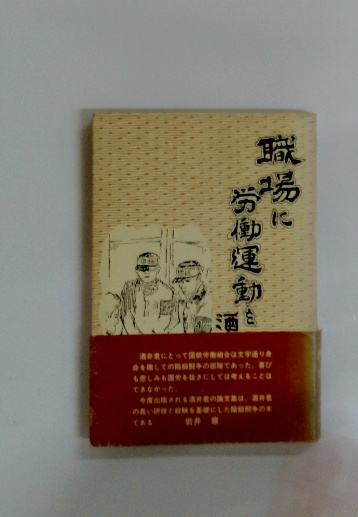 職場に
労働運動を
酒
酒井君にとって国鉄労働組合は文字通り身
命を賭しての階級闘争の部隊であった。喜び
も悲しみも国労を抜きにしては考えることは
できなかった。
今度出版される酒井君の論文集は、酒井君
の長い研鑚と経験を基礎にした階級闘争の本
である
岩井 章